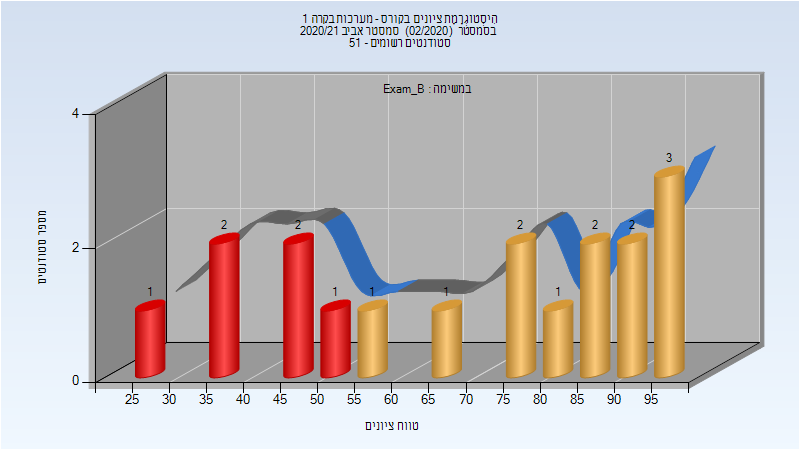 היסטוגרמת ציונים בקורס - מערכות בקרה 1
בסמסטר (02/2020) סמסטר אביב 2020/21
סטודנטים רשומים - 51
במשימה : Exam_B
מספר סטודנטים
4
2
0
1
2
2
1
1
1
2
1
2
2
3
25 30 35 40 45 50 55 60 65 70 75 80 85 90 95
טווח ציונים